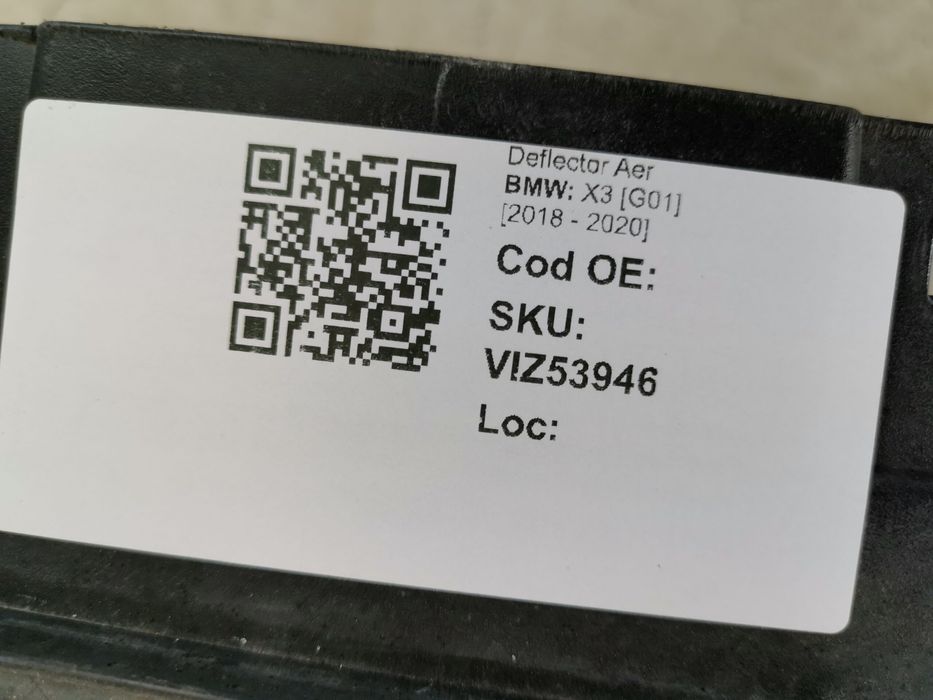 Deflector Aer
BMW: X3 [G01]
[2018 - 2020]
Cod OE:
SKU:
VIZ53946
Loc: